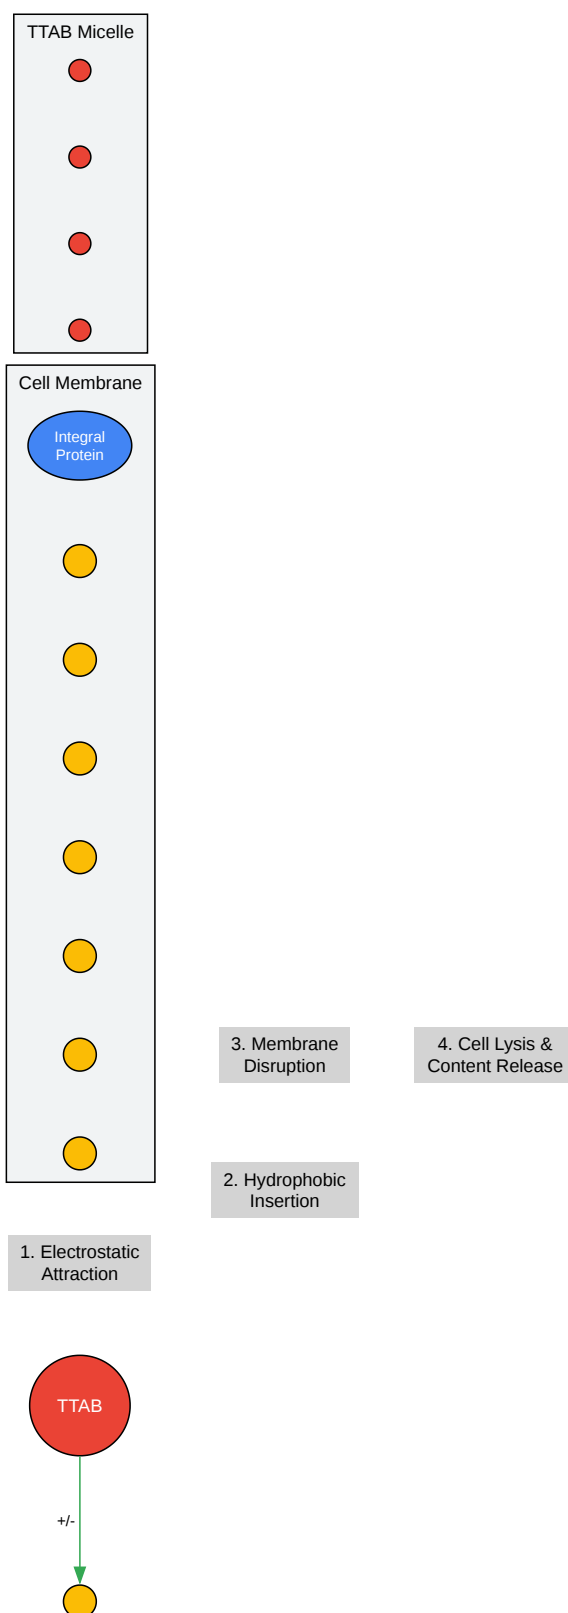 TTAB Micelle
Cell Membrane
Integral
Protein
3. Membrane
Disruption
4. Cell Lysis &
Content Release
2. Hydrophobic
Insertion
1. Electrostatic
Attraction
TTAB
+/-